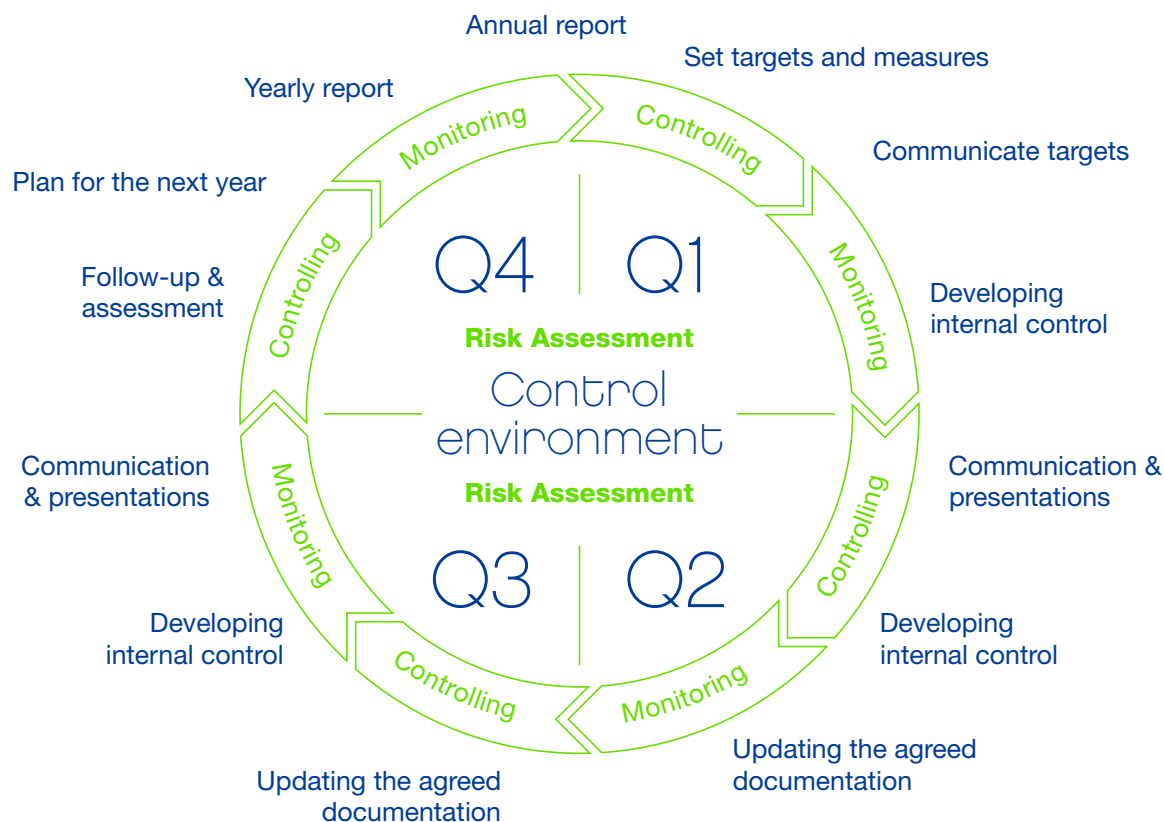 Annual report
Set targets and measures
Yearly report
Monitoring
Controlling
Communicate targets
Plan for the next year
Controlling
Q4
Q1
Monitoring
Follow-up &
assessment
Developing
internal control
Risk Assessment
Control
environment
Risk Assessment
Communication
& presentations
Monitoring
Controlling
Communication &
presentations
Q3
Q2
Developing
internal control
Controlling
Monitoring
Developing
internal control
Updating the agreed
documentation
Updating the agreed
documentation